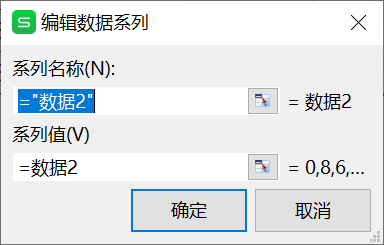 编辑数据系列
系列名称(N):
="数据2" = 数据2
系列值(V)
=数据2 = 0,8,6,...
确定 取消